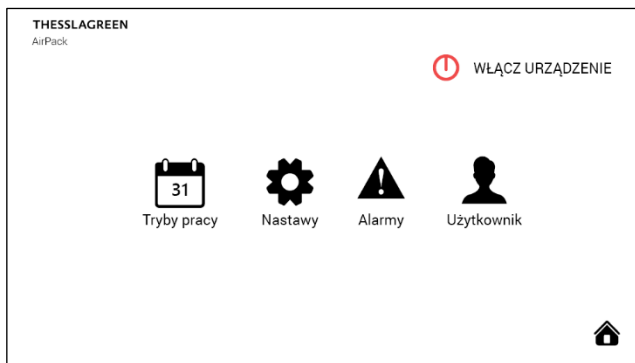 THESSLAGREEN
AirPack
WŁĄCZ URZĄDZENIE
31
Tryby pracy
Nastawy
Alarmy
Użytkownik